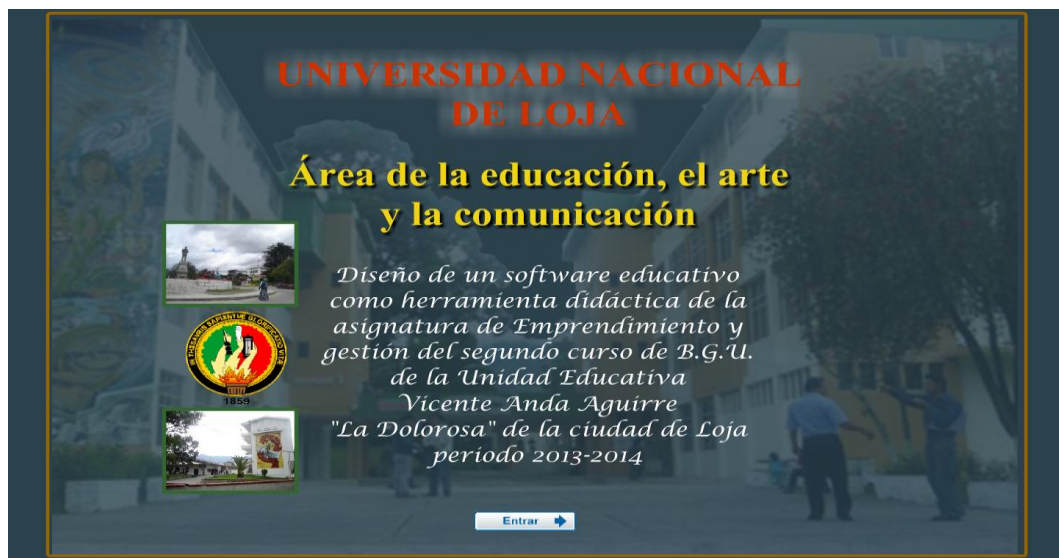 UNIVERSIDAD NACIONAL
DE LOJA
Área de la educación, el arte
y la comunicación
Diseño de un software educativo
como herramienta didáctica de la
asignatura de Emprendimiento y
gestión del segundo curso de B.G.U.
de la Unidad Educativa
Vicente Anda Aguirre
"La Dolorosa" de la ciudad de Loja
periodo 2013-2014
1859
Entrar